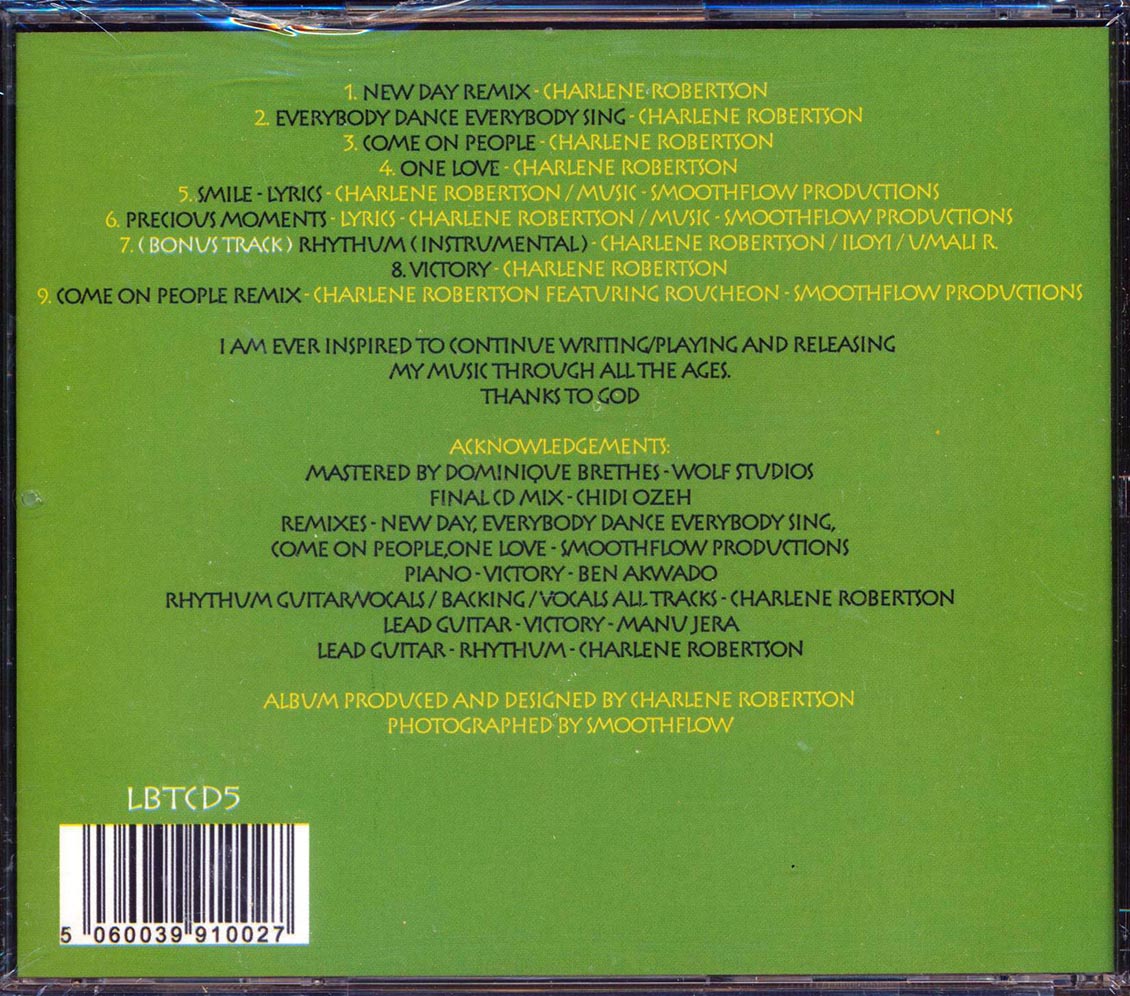 1. NEW DAY REMIX - CHARLENE ROBERTSON
2. EVERYBODY DANCE EVERYBODY SING - CHARLENE ROBERTSON
3. COME ON PEOPLE - CHARLENE ROBERTSON
4. ONE LOVE - CHARLENE ROBERTSON
5. SMILE - LYRICS - CHARLENE ROBERTSON / MUSIC - SMOOTHFLOW PRODUCTIONS
6. PRECIOUS MOMENTS - LYRICS - CHARLENE ROBERTSON / MUSIC - SMOOTHFLOW PRODUCTIONS
7. ( BONUS TRACK ) RHYTHUM ( INSTRUMENTAL ) - CHARLENE ROBERTSON / ILOYI / UMALI R.
8. VICTORY - CHARLENE ROBERTSON
9. COME ON PEOPLE REMIX - CHARLENE ROBERTSON FEATURING ROUCHEON - SMOOTHFLOW PRODUCTIONS
I AM EVER INSPIRED TO CONTINUE WRITING/PLAYING AND RELEASING
MY MUSIC THROUGH ALL THE AGES.
THANKS TO GOD
ACKNOWLEDGEMENTS:
MASTERED BY DOMINIQUE BRETHES - WOLF STUDIOS
FINAL CD MIX - CHIDI OZEH
REMIXES - NEW DAY, EVERYBODY DANCE EVERYBODY SING,
COME ON PEOPLE,ONE LOVE - SMOOTHFLOW PRODUCTIONS
PIANO - VICTORY - BEN AKWADO
RHYTHUM GUITAR/VOCALS / BACKING / VOCALS ALL TRACKS - CHARLENE ROBERTSON
LEAD GUITAR - VICTORY - MANU JERA
LEAD GUITAR - RHYTHUM - CHARLENE ROBERTSON
ALBUM PRODUCED AND DESIGNED BY CHARLENE ROBERTSON
PHOTOGRAPHED BY SMOOTHFLOW
LBTCD5
5 060039 910027